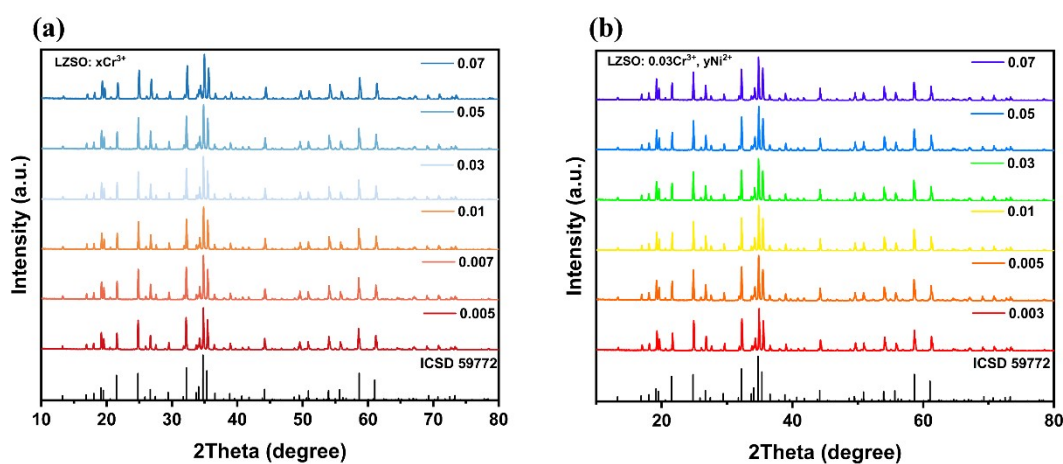 (a)
LZSO: xCr³⁺
0.07
0.05
0.03
0.01
0.007
0.005
ICSD 59772
Intensity (a.u.)
10 20 30 40 50 60 70 80
2Theta (degree)
(b)
LZSO: 0.03Cr³⁺, yNi²⁺
0.07
0.05
0.03
0.01
0.005
0.003
ICSD 59772
Intensity (a.u.)
20 40 60 80
2Theta (degree)